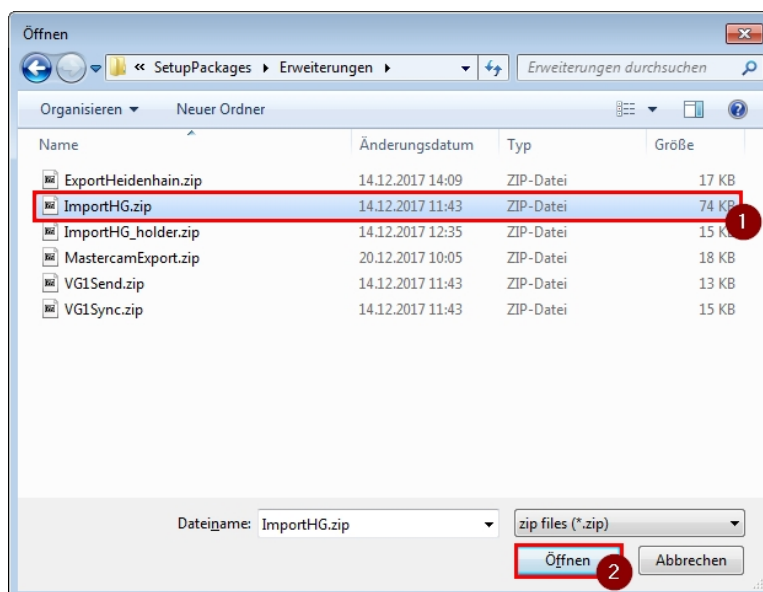 Öffnen
« SetupPackages Erweiterungen Erweiterungen durchsuchen
Organisieren Neuer Ordner
Name Änderungsdatum Typ Größe
ExportHeidenhain.zip 14.12.2017 14:09 ZIP-Datei 17 KB
ImportHG.zip 14.12.2017 11:43 ZIP-Datei 74 KB
1
ImportHG_holder.zip 14.12.2017 12:35 ZIP-Datei 15 KB
MastercamExport.zip 20.12.2017 10:05 ZIP-Datei 18 KB
VG1Send.zip 14.12.2017 11:43 ZIP-Datei 13 KB
VG1Sync.zip 14.12.2017 11:43 ZIP-Datei 15 KB
Dateiname: ImportHG.zip zip files (*.zip)
Öffnen Abbrechen
2